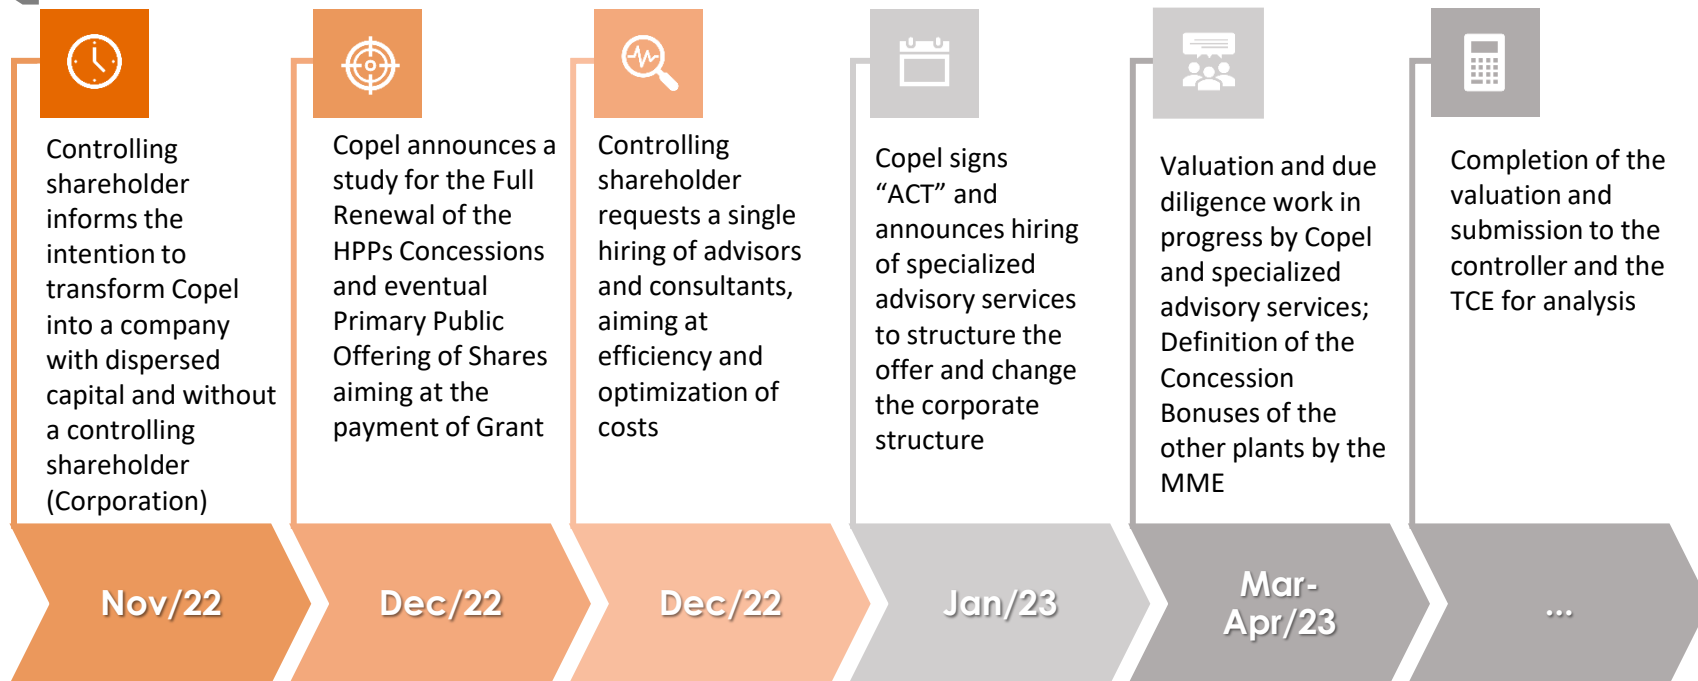 Controlling
shareholder
informs the
intention to
transform Copel
into a company
with dispersed
capital and without
a controlling
shareholder
(Corporation)
Nov/22
Copel announces a
study for the Full
Renewal of the
HPPs Concessions
and eventual
Primary Public
Offering of Shares
aiming at the
payment of Grant
Dec/22
Controlling
shareholder
requests a single
hiring of advisors
and consultants,
aiming at
efficiency and
optimization of
costs
Dec/22
Copel signs
“ACT” and
announces hiring
of specialized
advisory services
to structure the
offer and change
the corporate
structure
Jan/23
Valuation and due
diligence work in
progress by Copel
and specialized
advisory services;
Definition of the
Concession
Bonuses of the
other plants by the
MME
Mar-
Apr/23
Completion of the
valuation and
submission to the
controller and the
TCE for analysis
...